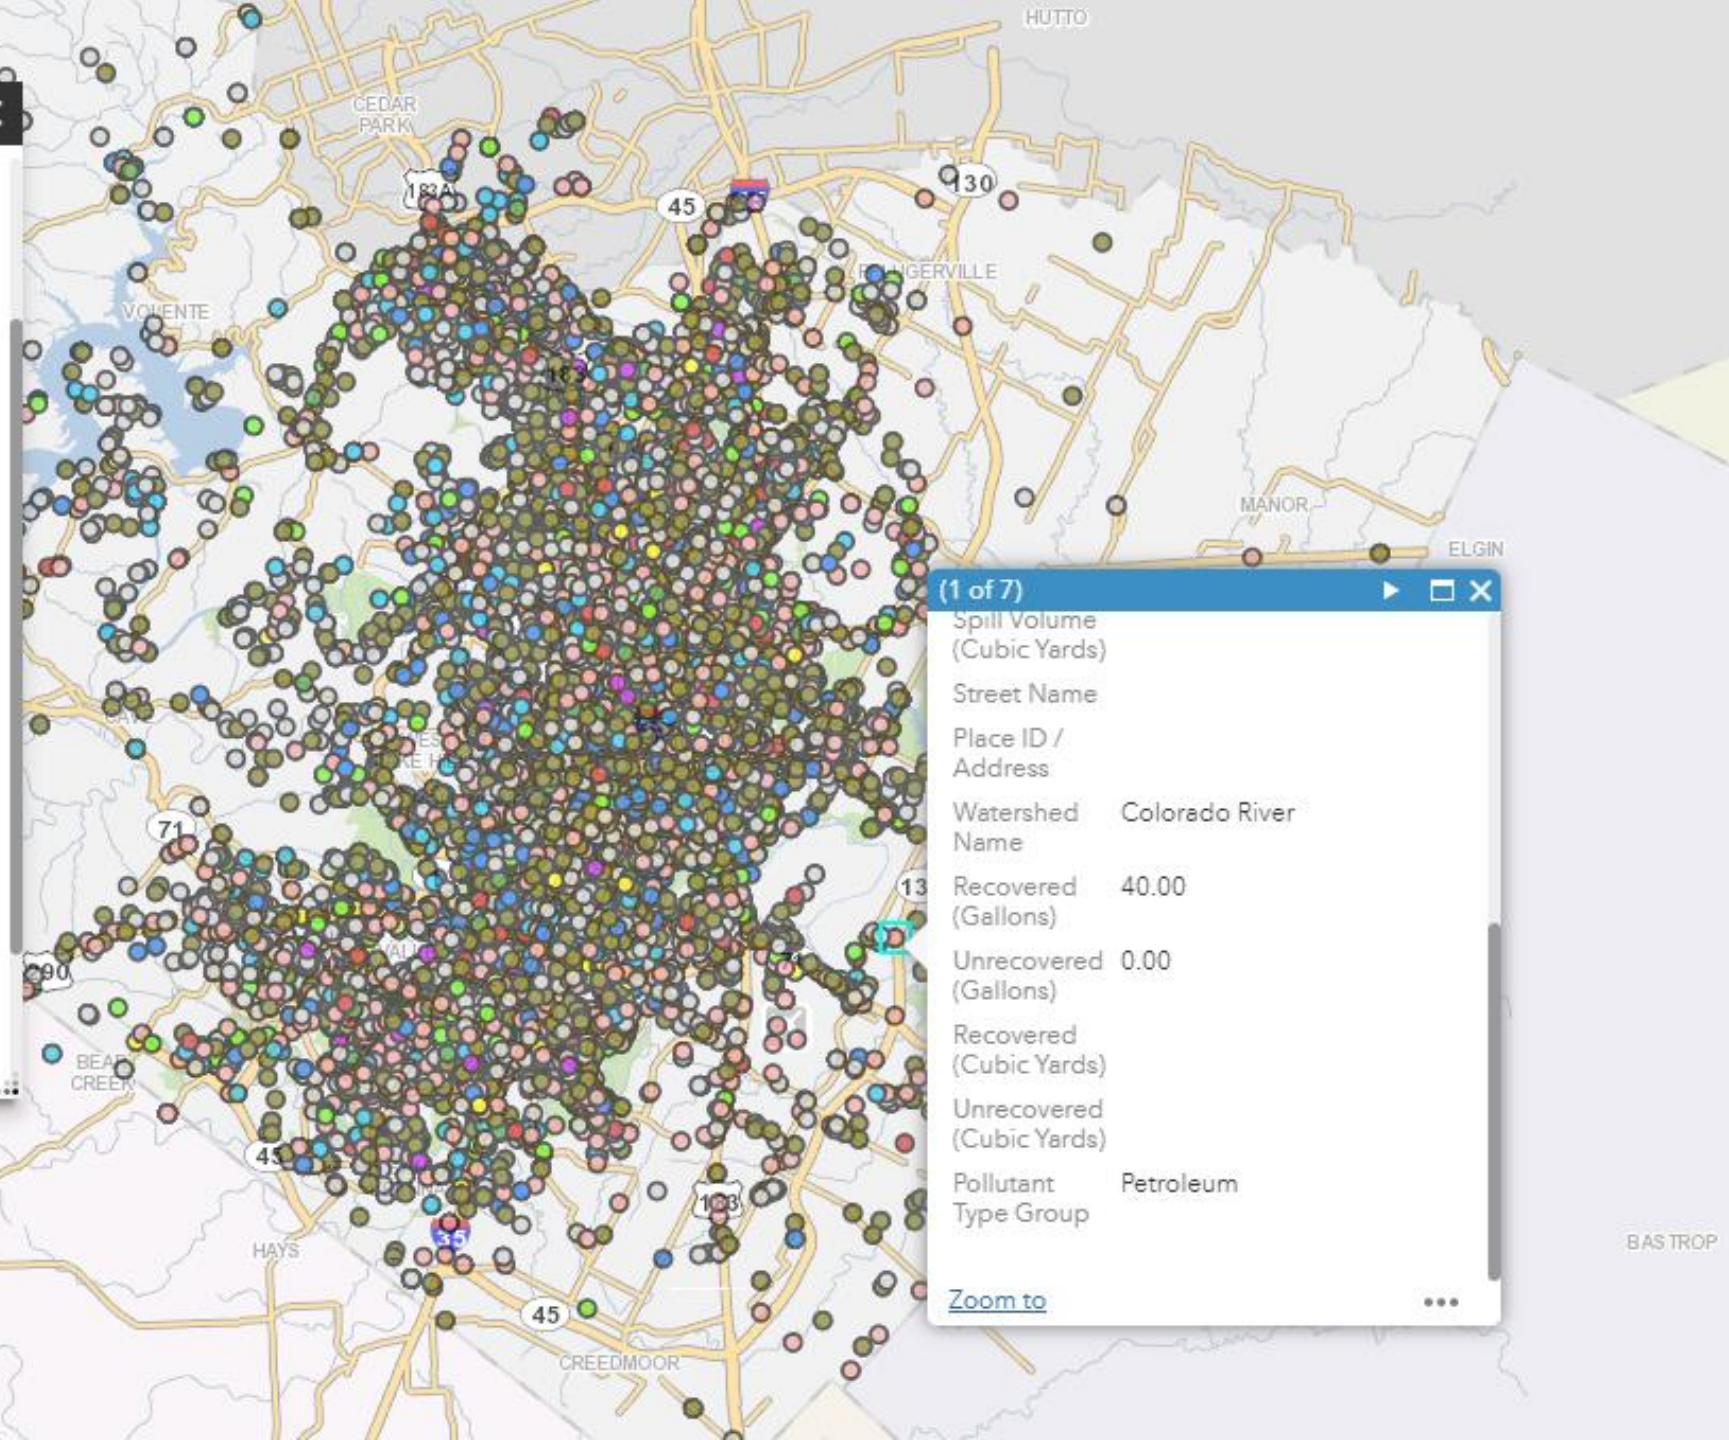 HUTTO
CEDAR
PARK
183A
45
130
VOLENTE
183
MANOR
ELGIN
71
290
BEAR
CREEK
45
HAYS
35
183
45
CREEDMOOR
BASTROP
(1 of 7)
Spill Volume
(Cubic Yards)
Street Name
Place ID /
Address
Watershed Name Colorado River
Recovered (Gallons) 40.00
Unrecovered (Gallons) 0.00
Recovered
(Cubic Yards)
Unrecovered
(Cubic Yards)
Pollutant Type Group Petroleum
Zoom to